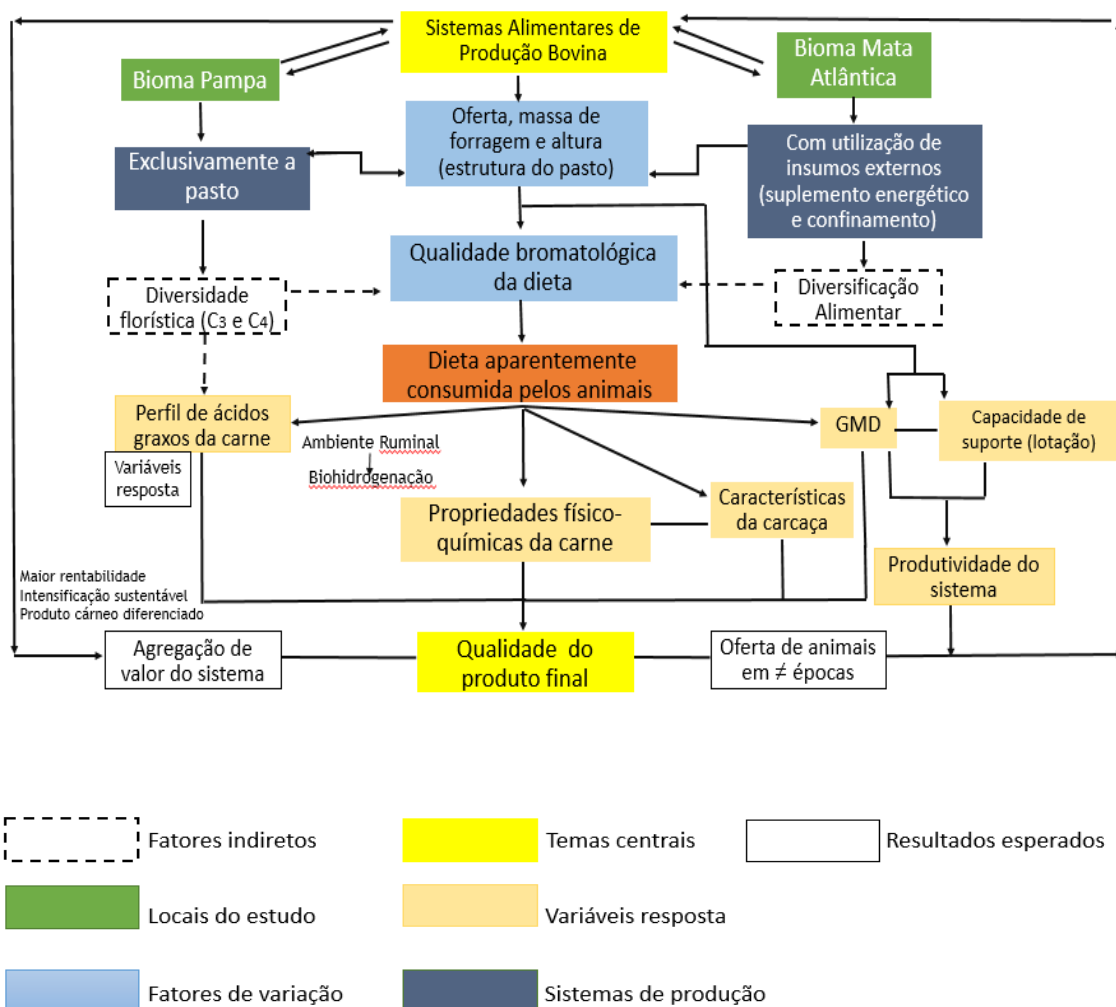 Sistemas Alimentares de
Produção Bovina
Bioma Pampa
Bioma Mata
Atlântica
Oferta, massa de
forragem e altura
(estrutura do pasto)
Exclusivamente a
pasto
Com utilização de
insumos externos
(suplemento energético
e confinamento)
Qualidade bromatológica
da dieta
Diversidade
florística (C3 e C4)
Diversificação
Alimentar
Dieta aparentemente
consumida pelos animais
Perfil de ácidos
graxos da carne
Variáveis
resposta
Ambiente Ruminal
Biohidrogenação
GMD
Capacidade de
suporte (lotação)
Propriedades físico-
químicas da carne
Características
da carcaça
Produtividade do
sistema
Maior rentabilidade
Intensificação sustentável
Produto cárneo diferenciado
Agregação de
valor do sistema
Qualidade do
produto final
Oferta de animais
em ≠ épocas
Fatores indiretos
Temas centrais
Resultados esperados
Locais do estudo
Variáveis resposta
Fatores de variação
Sistemas de produção